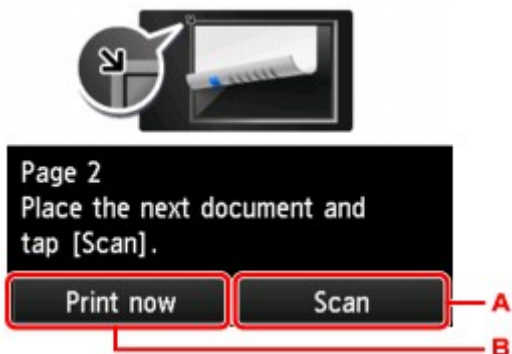 Page 2
Place the next document and
tap [Scan].
Print now Scan A
B